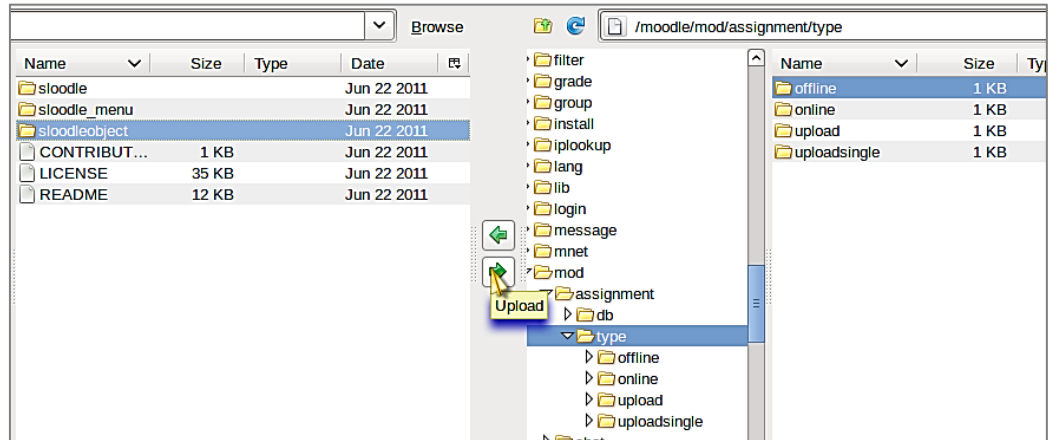 Browse
/moodle/mod/assignment/type
Name Size Type Date
sloodle Jun 22 2011
sloodle_menu Jun 22 2011
sloodleobject Jun 22 2011
CONTRIBUT... 1 KB Jun 22 2011
LICENSE 35 KB Jun 22 2011
README 12 KB Jun 22 2011
Upload
filter
grade
group
install
iplookup
lang
lib
login
message
mnet
mod
assignment
db
type
offline
online
upload
uploadsingle
Name Size
offline 1 KB
online 1 KB
upload 1 KB
uploadsingle 1 KB